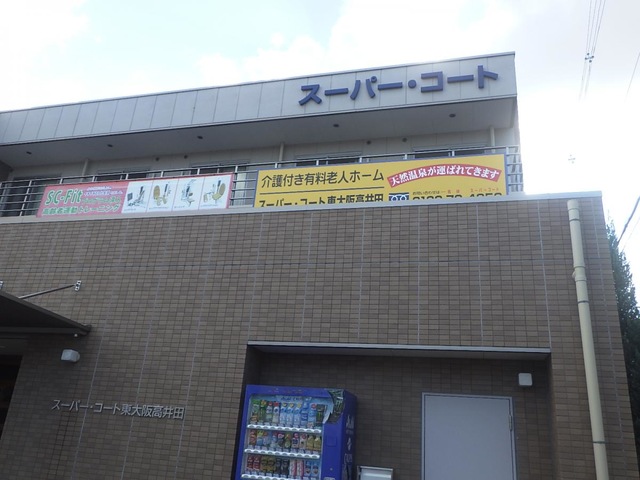 スーパー・コート
介護付き有料老人ホーム
天然温泉が運ばれてきます
スーパー・コート東大阪高井田
SC-Fit
スーパー・コート東大阪高井田